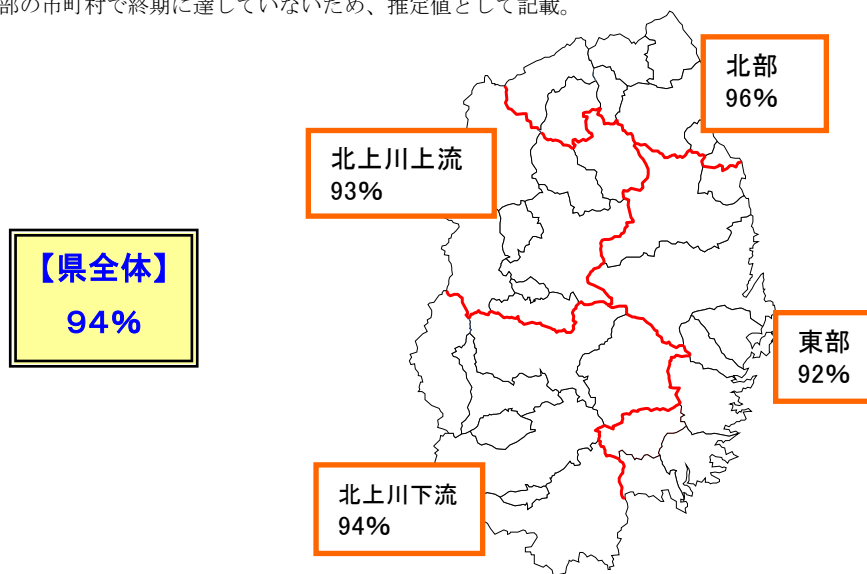 部の市町村で終期に達していないため、推定値として記載。
北部
96%
北上川上流
93%
【県全体】
94%
東部
92%
北上川下流
94%